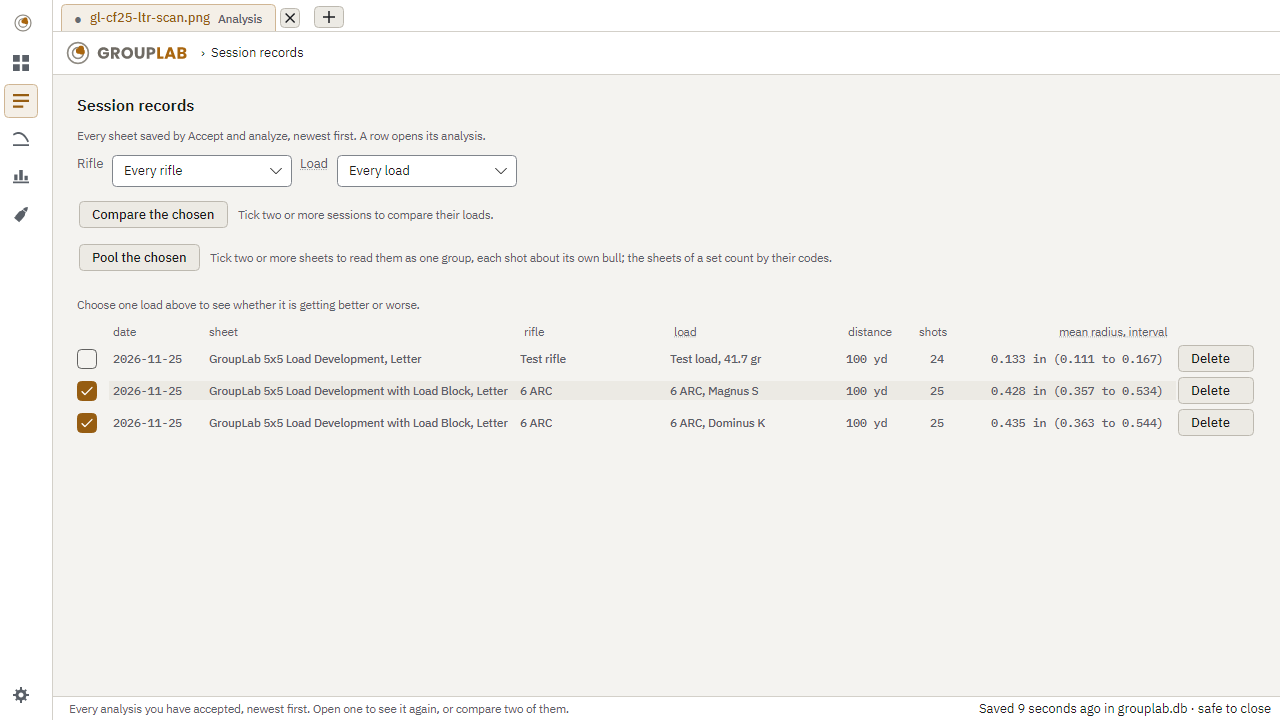 gl-cf25-ltr-scan.png Analysis
GROUPLAB › Session records
Session records
Every sheet saved by Accept and analyze, newest first. A row opens its analysis.
Rifle Every rifle Load Every load
Compare the chosen Tick two or more sessions to compare their loads.
Pool the chosen Tick two or more sheets to read them as one group, each shot about its own bull; the sheets of a set count by their codes.
Choose one load above to see whether it is getting better or worse.
date sheet rifle load distance shots mean radius, interval
2026-11-25 GroupLab 5x5 Load Development, Letter Test rifle Test load, 41.7 gr 100 yd 24 0.133 in (0.111 to 0.167) Delete
2026-11-25 GroupLab 5x5 Load Development with Load Block, Letter 6 ARC 6 ARC, Magnus S 100 yd 25 0.428 in (0.357 to 0.534) Delete
2026-11-25 GroupLab 5x5 Load Development with Load Block, Letter 6 ARC 6 ARC, Dominus K 100 yd 25 0.435 in (0.363 to 0.544) Delete
Every analysis you have accepted, newest first. Open one to see it again, or compare two of them. Saved 9 seconds ago in grouplab.db · safe to close